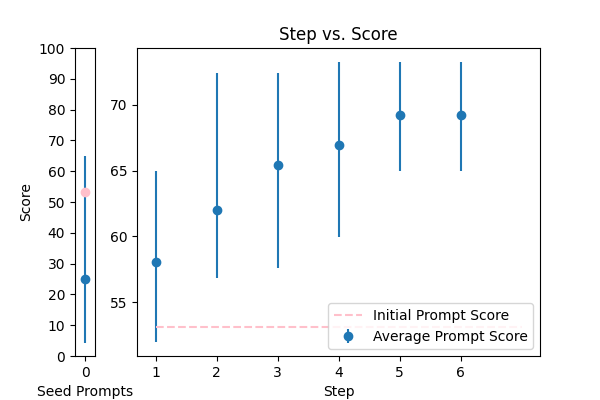 Step vs. Score
Score
100
90
80
70
60
50
40
30
20
10
0
0
Seed Prompts
70
65
60
55
1 2 3 4 5 6
Step
Initial Prompt Score
Average Prompt Score